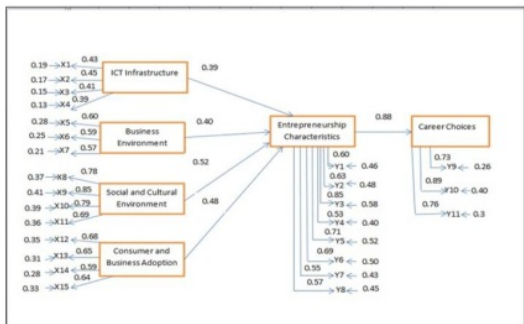 0.19 X1 0.43
0.17 X2 0.45
0.15 X3 0.41
0.13 X4 0.39
ICT Infrastructure
0.39
0.28 X5 0.60
0.25 X6 0.59
0.21 X7 0.57
Business
Environment
0.40
0.52
0.37 X8 0.78
0.41 X9 0.85
0.39 X10 0.79
0.36 X11 0.69
Social and Cultural
Environment
0.48
0.35 X12 0.68
0.31 X13 0.65
0.28 X14 0.59
0.33 X15 0.64
Consumer and
Business Adoption
Entrepreneurship
Characteristics
0.88
Career Choices
0.60 Y1 0.46
0.63 Y2 0.48
0.85 Y3 0.58
0.53 Y4 0.40
0.71 Y5 0.52
0.69 Y6 0.50
0.55 Y7 0.43
0.57 Y8 0.45
0.73 Y9 0.26
0.89 Y10 0.40
0.76 Y11 0.3